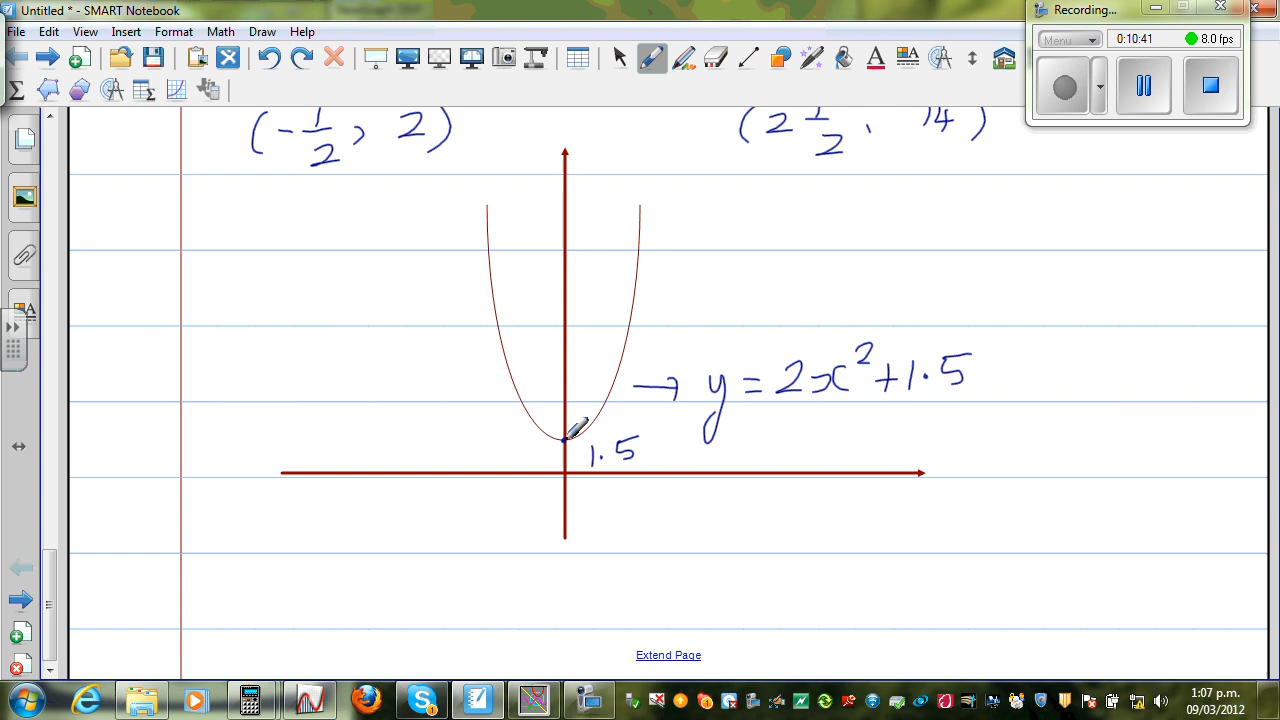 Untitled * - SMART Notebook
Recording...
File Edit View Insert Format Math Draw Help
Menu
0:10:41
8.0 fps
(-1/2, 2)
(2 1/2, 14)
→ y = 2x² + 1.5
1.5
Extend Page
1:07 p.m.
09/03/2012